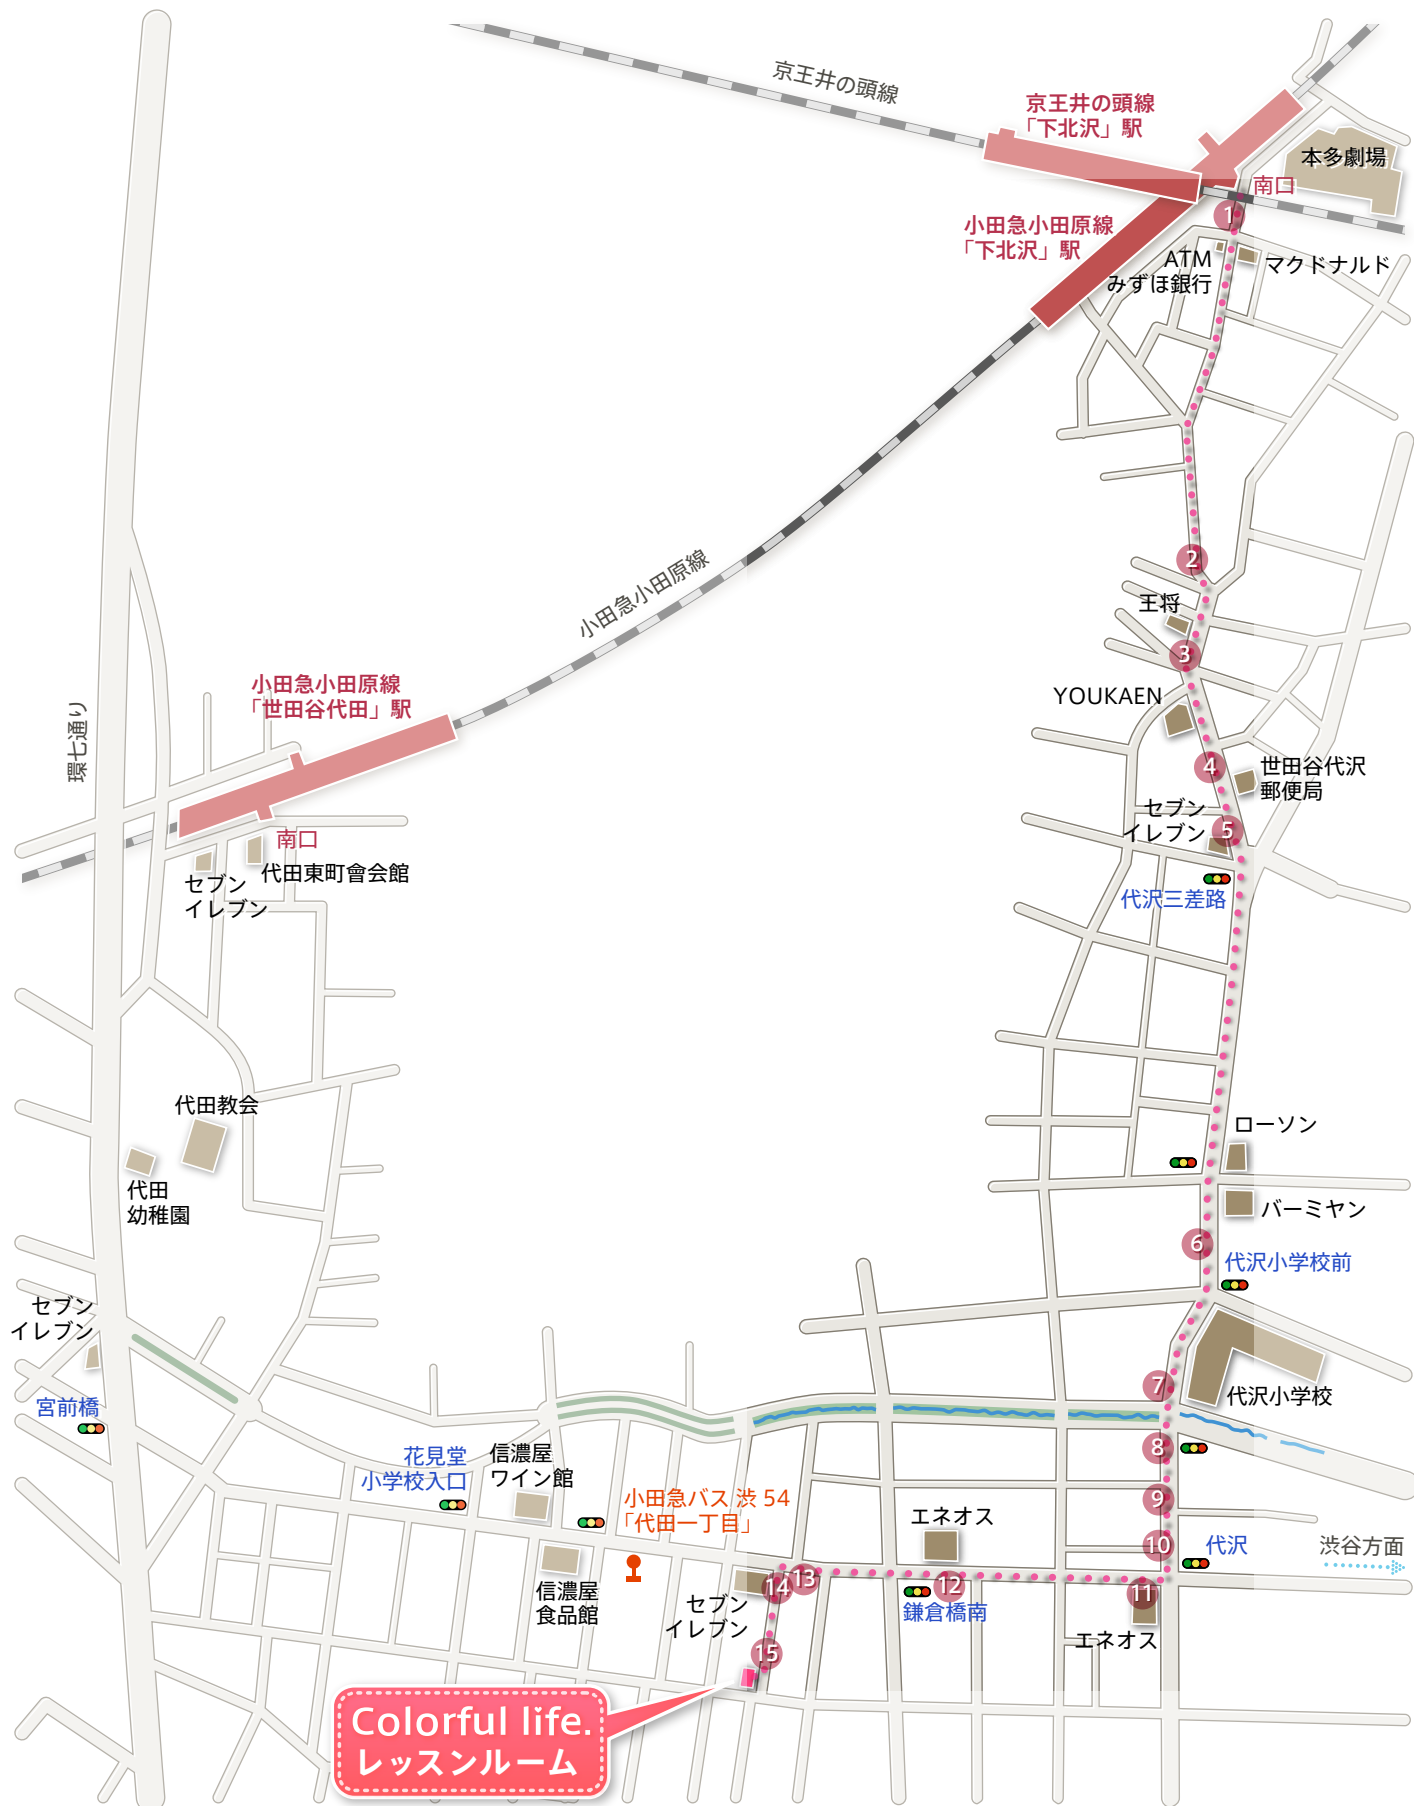 京王井の頭線
京王井の頭線
「下北沢」駅
本多劇場
南口
1
小田急小田原線
「下北沢」駅
ATM
みずほ銀行
マクドナルド
小田急小田原線
2
王将
3
YOUKAEN
小田急小田原線
「世田谷代田」駅
環七通り
4
世田谷代沢
郵便局
セブン
イレブン
5
南口
代田東町會会館
セブン
イレブン
代沢三差路
代田教会
ローソン
代田
幼稚園
バーミヤン
6
代沢小学校前
セブン
イレブン
7
代沢小学校
宮前橋
花見堂
小学校入口
信濃屋
ワイン館
8
小田急バス 渋 54
「代田一丁目」
9
エネオス
10
代沢
渋谷方面
信濃屋
食品館
セブン
イレブン
14
13
12
鎌倉橋南
11
エネオス
15
Colorful life.
レッスンルーム